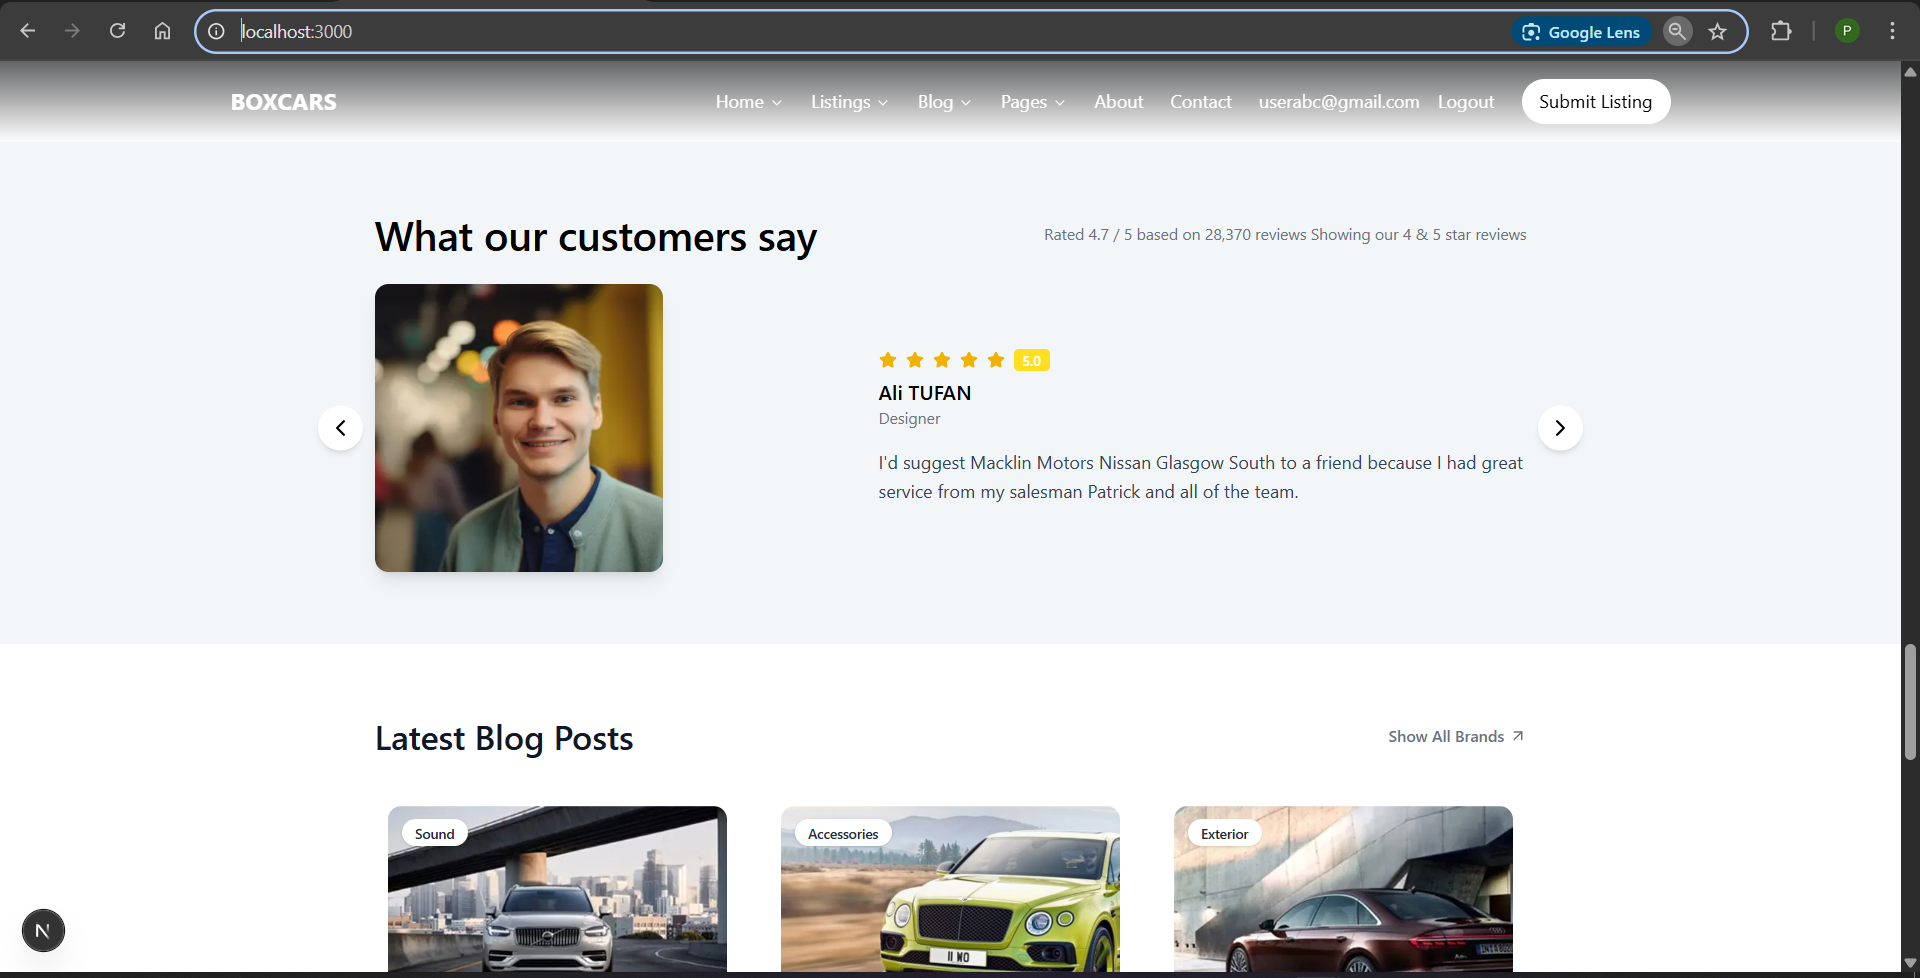 localhost:3000
Google Lens
P
BOXCARS
Home
Listings
Blog
Pages
About
Contact
userabc@gmail.com
Logout
Submit Listing
What our customers say
Rated 4.7 / 5 based on 28,370 reviews Showing our 4 & 5 star reviews
5.0
Ali TUFAN
Designer
I'd suggest Macklin Motors Nissan Glasgow South to a friend because I had great
service from my salesman Patrick and all of the team.
Latest Blog Posts
Show All Brands
Sound
Accessories
Exterior
II WO
N